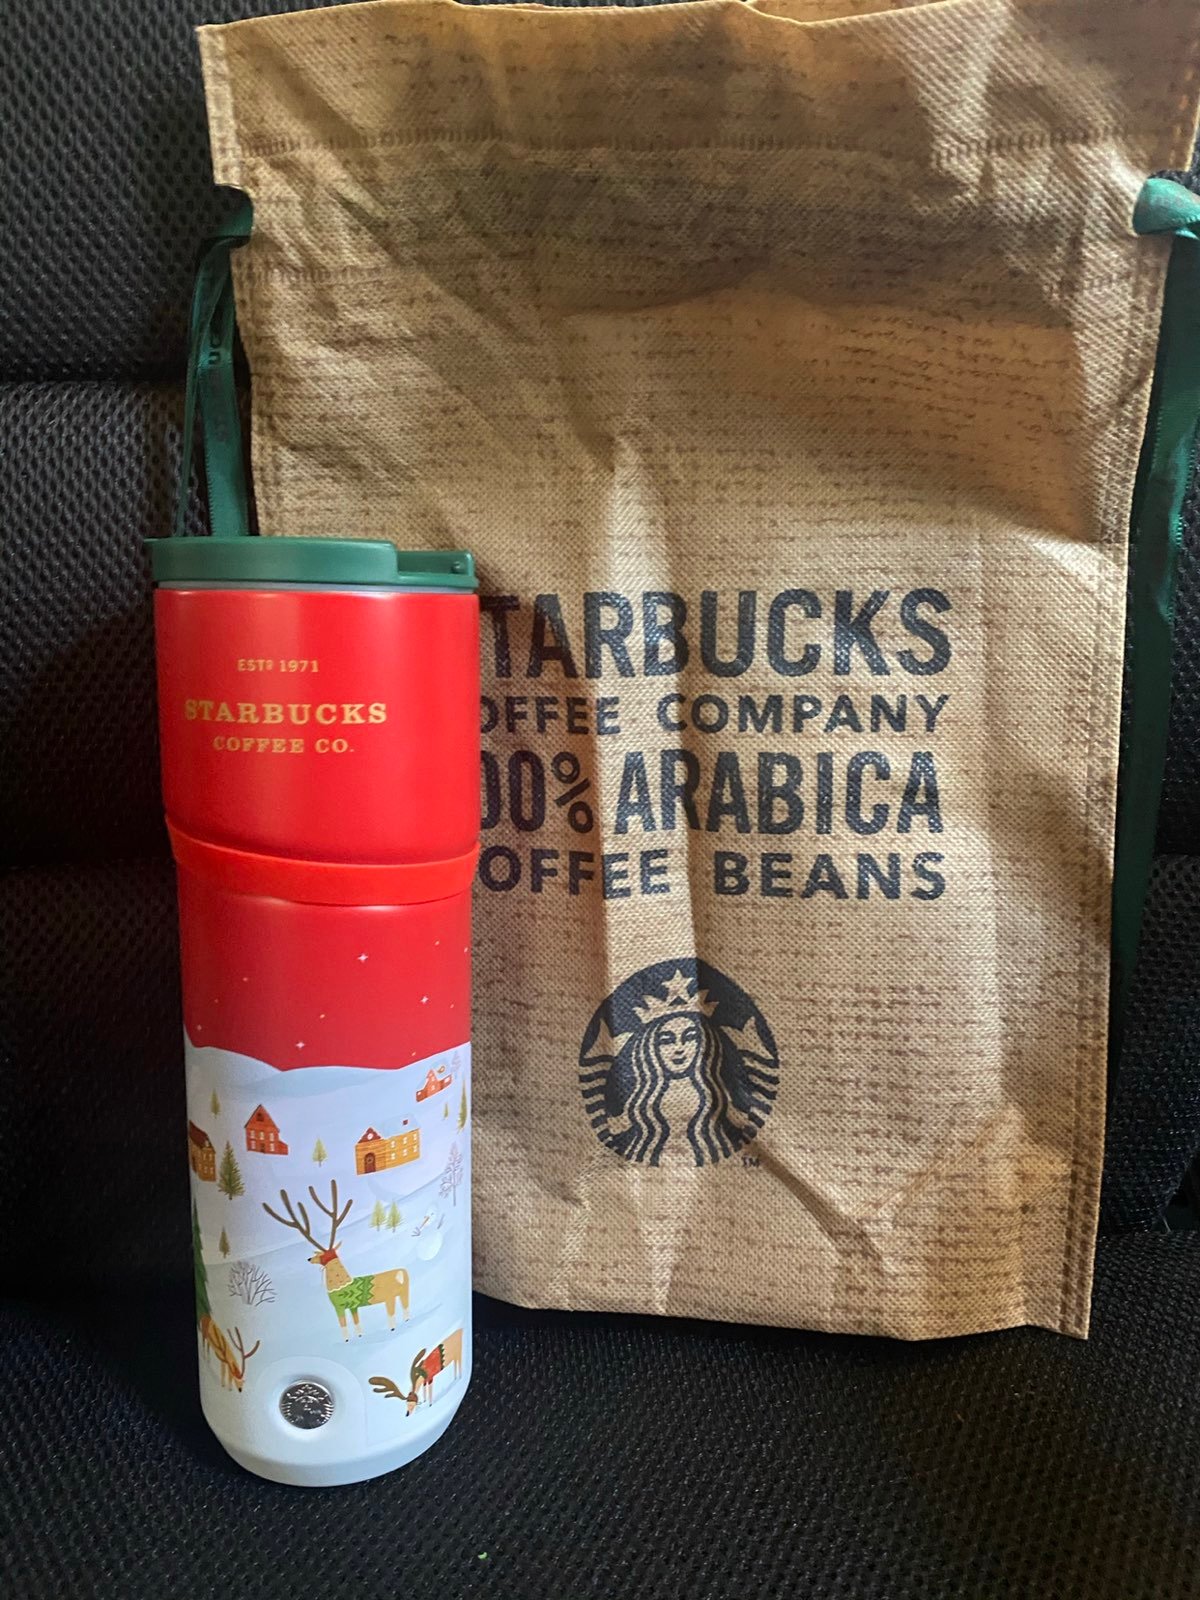 ESTD 1971
STARBUCKS
COFFEE CO.
TARBUCKS
OFFEE COMPANY
00% ARABICA
OFFEE BEANS
TM